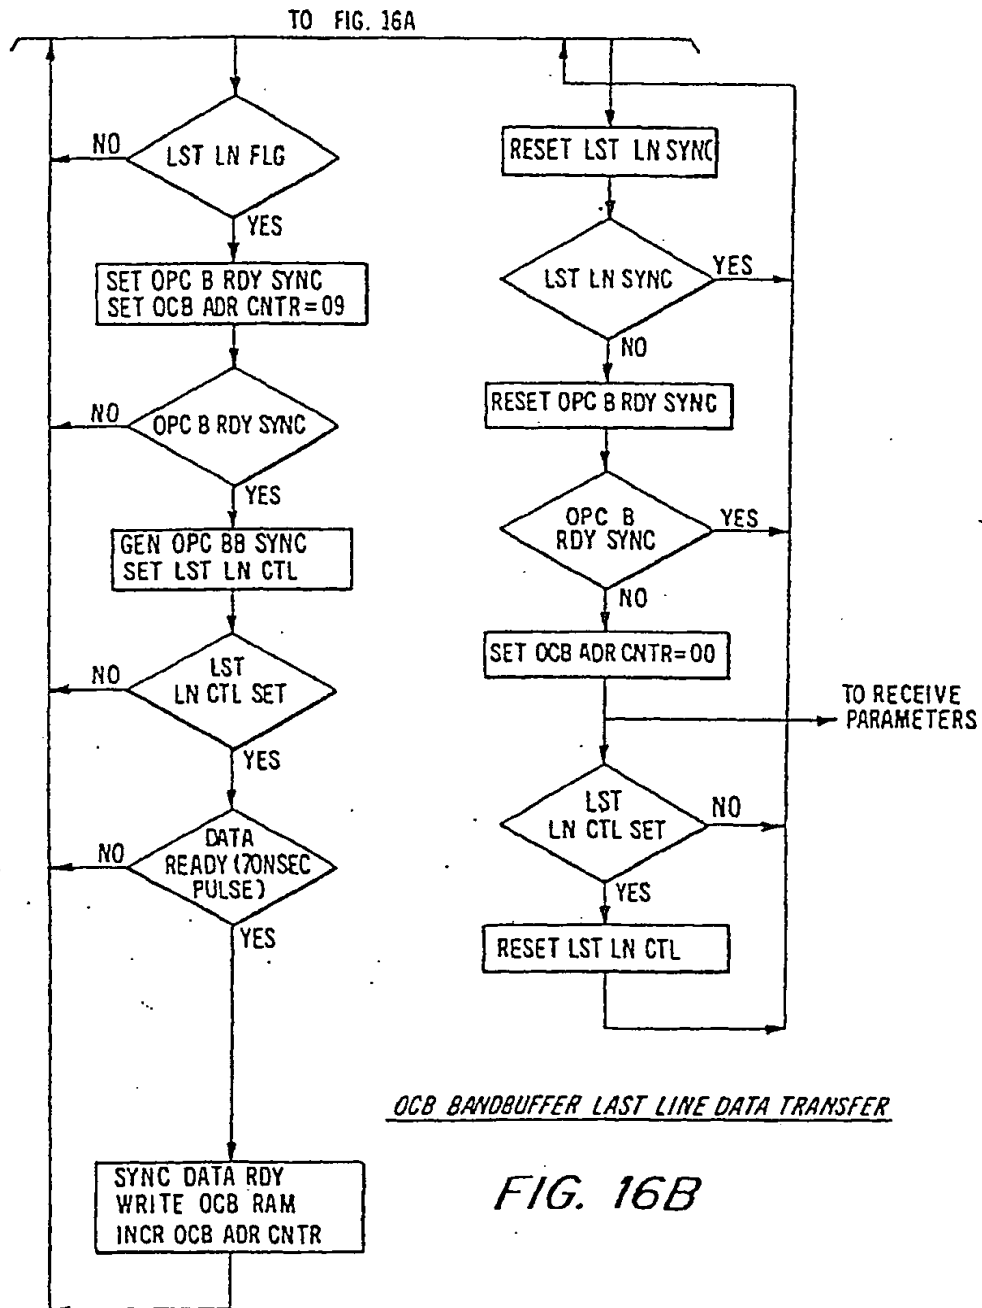 TO FIG. 16A
LST LN FLG
NO
YES
SET OPC B RDY SYNC
SET OCB ADR CNTR=09
OPC B RDY SYNC
NO
YES
GEN OPC BB SYNC
SET LST LN CTL
LST
LN CTL SET
NO
YES
DATA
READY (70NSEC
PULSE)
NO
YES
SYNC DATA RDY
WRITE OCB RAM
INCR OCB ADR CNTR
RESET LST LN SYNC
LST LN SYNC
YES
NO
RESET OPC B RDY SYNC
OPC B
RDY SYNC
YES
NO
SET OCB ADR CNTR=00
TO RECEIVE
PARAMETERS
LST
LN CTL SET
NO
YES
RESET LST LN CTL
OCB BANDBUFFER LAST LINE DATA TRANSFER
FIG. 16B